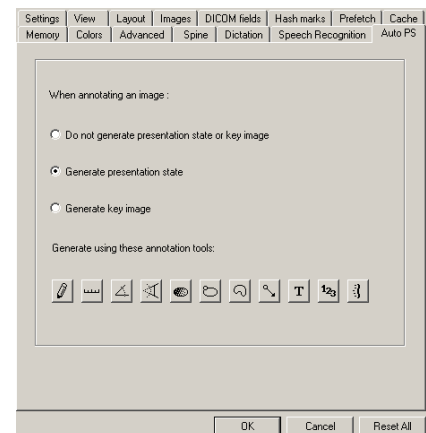 Settings View Layout Images DICOM fields Hash marks Prefetch Cache
Memory Colors Advanced Spine Dictation Speech Recognition Auto PS
When annotating an image :
Do not generate presentation state or key image
Generate presentation state
Generate key image
Generate using these annotation tools:
T 123
OK Cancel Reset All